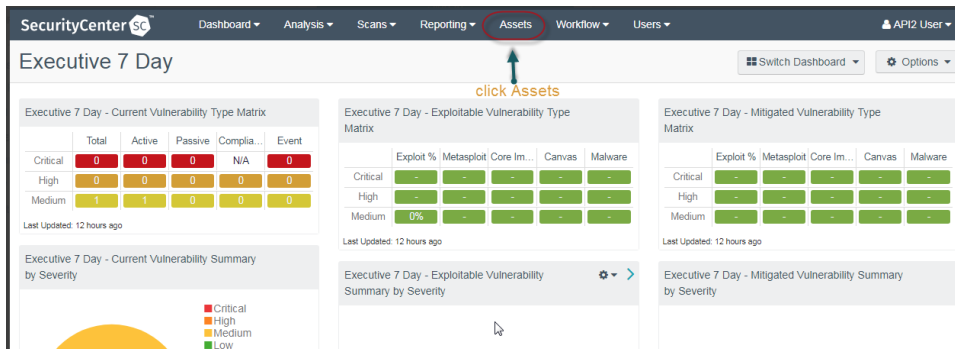 SecurityCenter SC Dashboard Analysis Scans Reporting Assets Workflow Users API2 User
Executive 7 Day
Switch Dashboard Options
click Assets
Executive 7 Day - Current Vulnerability Type Matrix
Total Active Passive Complia... Event
Critical 0 0 0 N/A 0
High 0 0 0 0 0
Medium 1 1 0 0 0
Last Updated: 12 hours ago
Executive 7 Day - Exploitable Vulnerability Type
Matrix
Exploit % Metasploit Core Im... Canvas Malware
Critical - - - - -
High - - - - -
Medium 0% - - - -
Last Updated: 12 hours ago
Executive 7 Day - Mitigated Vulnerability Type
Matrix
Exploit % Metasploit Core Im... Canvas Malware
Critical - - - - -
High - - - - -
Medium - - - - -
Last Updated: 12 hours ago
Executive 7 Day - Current Vulnerability Summary
by Severity
Critical
High
Medium
Low
Executive 7 Day - Exploitable Vulnerability
Summary by Severity
Executive 7 Day - Mitigated Vulnerability Summary
by Severity